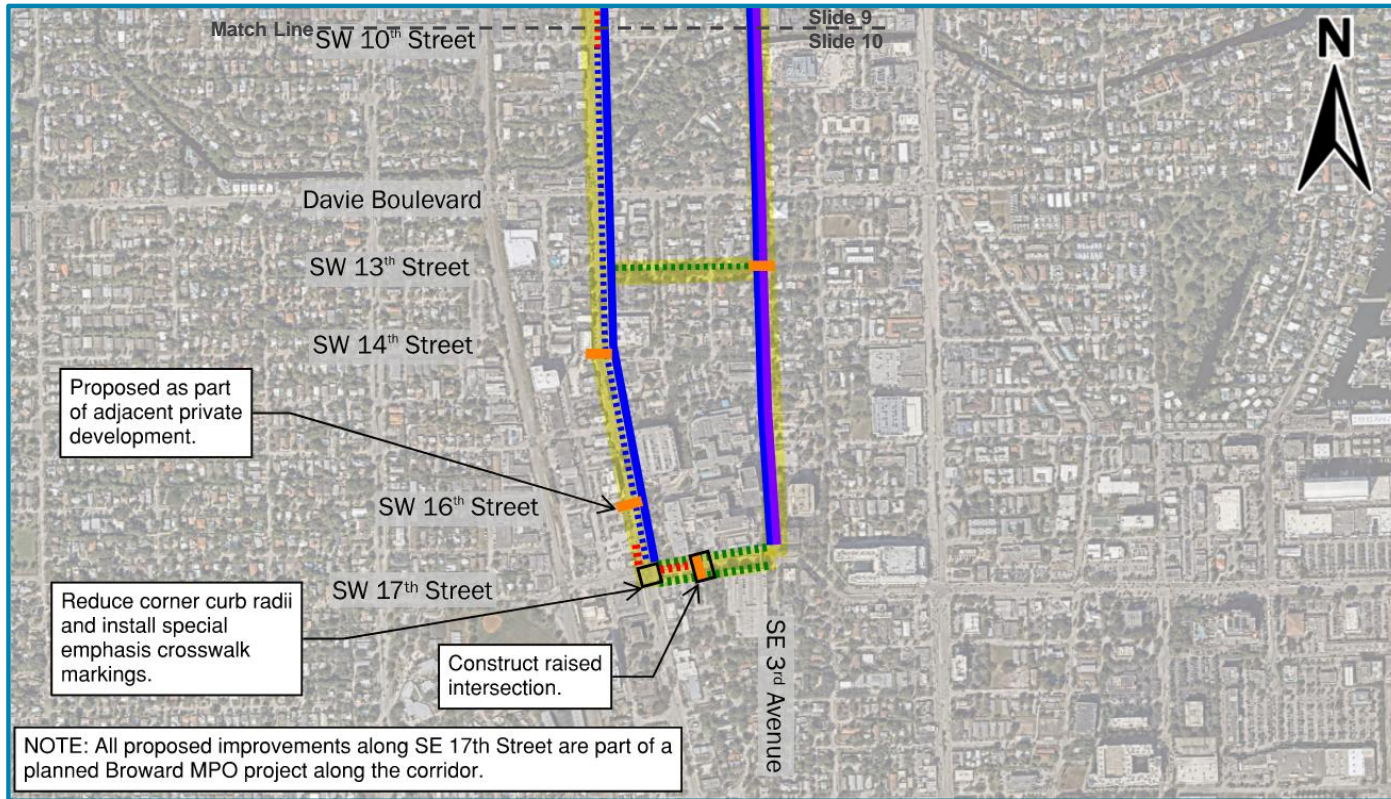 Match Line
Slide 9
Slide 10
SW 10th Street
N
Davie Boulevard
SW 13th Street
SW 14th Street
Proposed as part
of adjacent private
development.
SW 16th Street
SW 17th Street
Reduce corner curb radii
and install special
emphasis crosswalk
markings.
Construct raised
intersection.
SE 3rd Avenue
NOTE: All proposed improvements along SE 17th Street are part of a
planned Broward MPO project along the corridor.